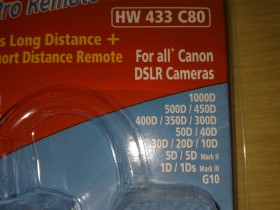 ro Remote
HW 433 C80
s Long Distance +
ort Distance Remote
For all* Canon
DSLR Cameras
1000D
500D / 450D
400D / 350D / 300D
50D / 40D
30D / 20D / 10D
5D / 5D Mark II
1D / 1Ds Mark III
G10